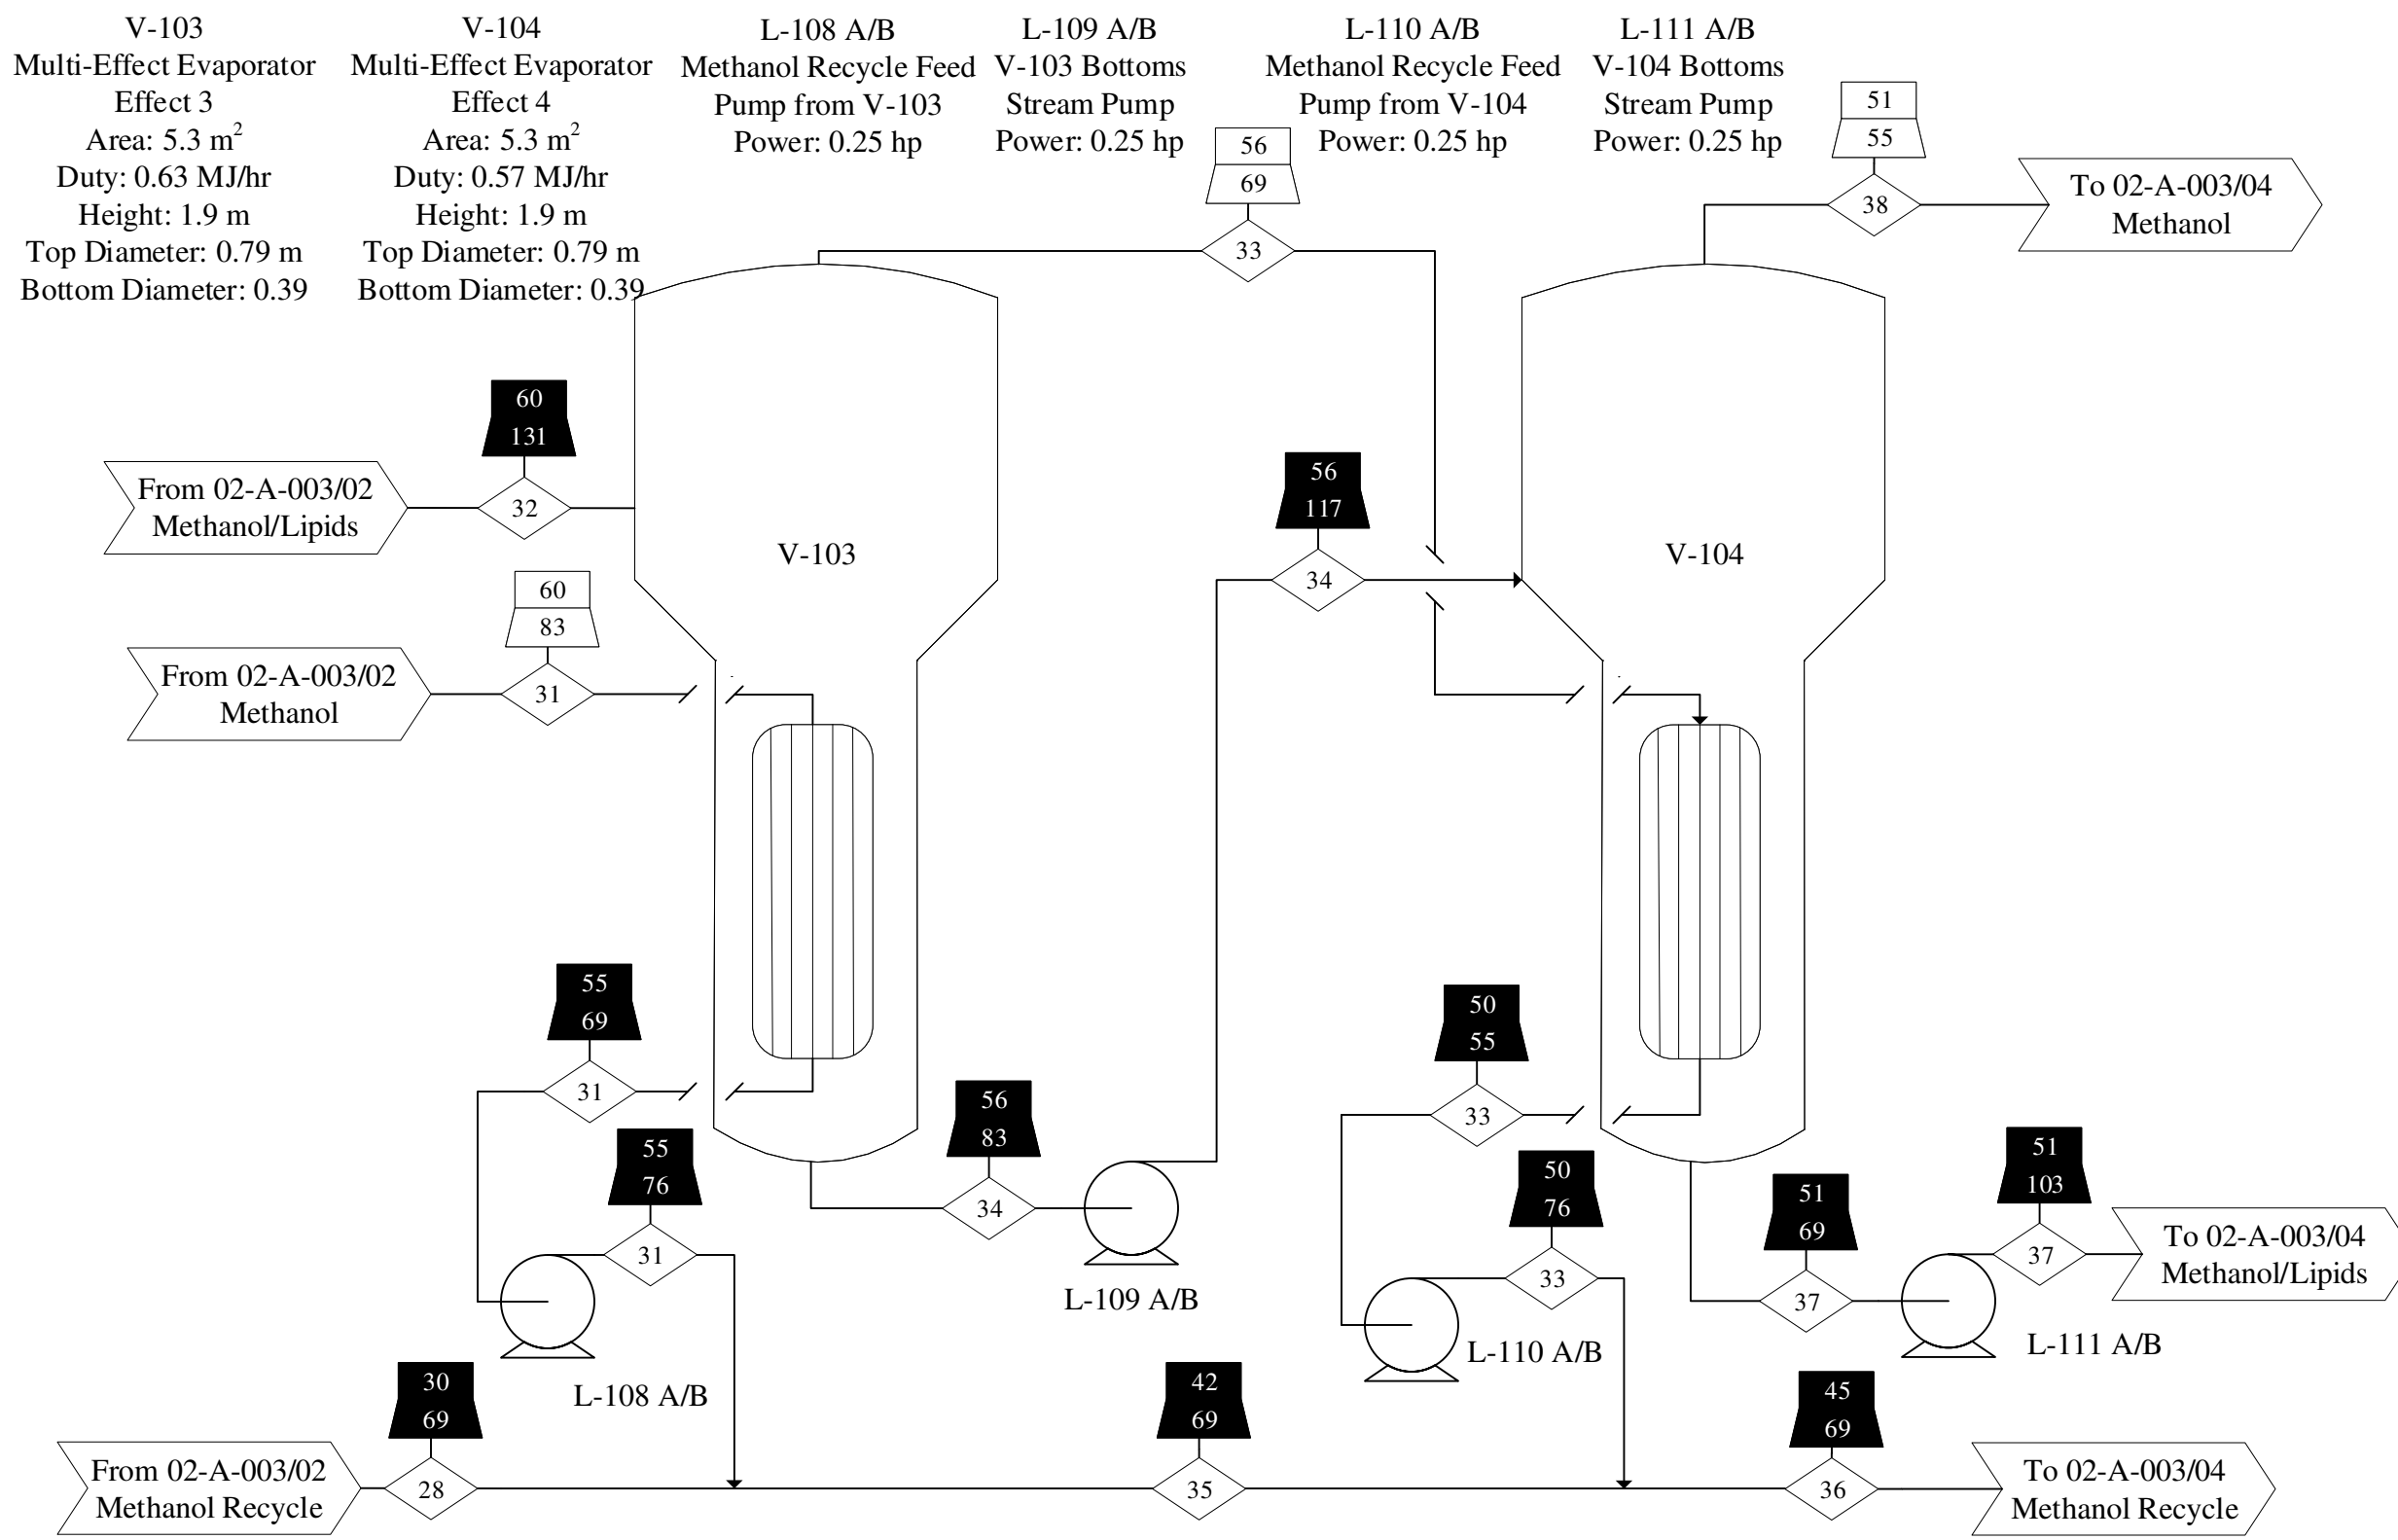 V-103
Multi-Effect Evaporator
Effect 3
Area: 5.3 m²
Duty: 0.63 MJ/hr
Height: 1.9 m
Top Diameter: 0.79 m
Bottom Diameter: 0.39
V-104
Multi-Effect Evaporator
Effect 4
Area: 5.3 m²
Duty: 0.57 MJ/hr
Height: 1.9 m
Top Diameter: 0.79 m
Bottom Diameter: 0.39
L-108 A/B
Methanol Recycle Feed
Pump from V-103
Power: 0.25 hp
L-109 A/B
V-103 Bottoms
Stream Pump
Power: 0.25 hp
L-110 A/B
Methanol Recycle Feed
Pump from V-104
Power: 0.25 hp
L-111 A/B
V-104 Bottoms
Stream Pump
Power: 0.25 hp
56
69
33
51
55
38
To 02-A-003/04
Methanol
60
131
From 02-A-003/02
Methanol/Lipids
32
V-103
56
117
34
V-104
60
83
From 02-A-003/02
Methanol
31
55
69
31
55
76
31
L-108 A/B
56
83
34
L-109 A/B
50
55
33
50
76
33
L-110 A/B
51
69
37
L-111 A/B
51
103
37
To 02-A-003/04
Methanol/Lipids
30
69
From 02-A-003/02
Methanol Recycle
28
42
69
35
45
69
36
To 02-A-003/04
Methanol Recycle